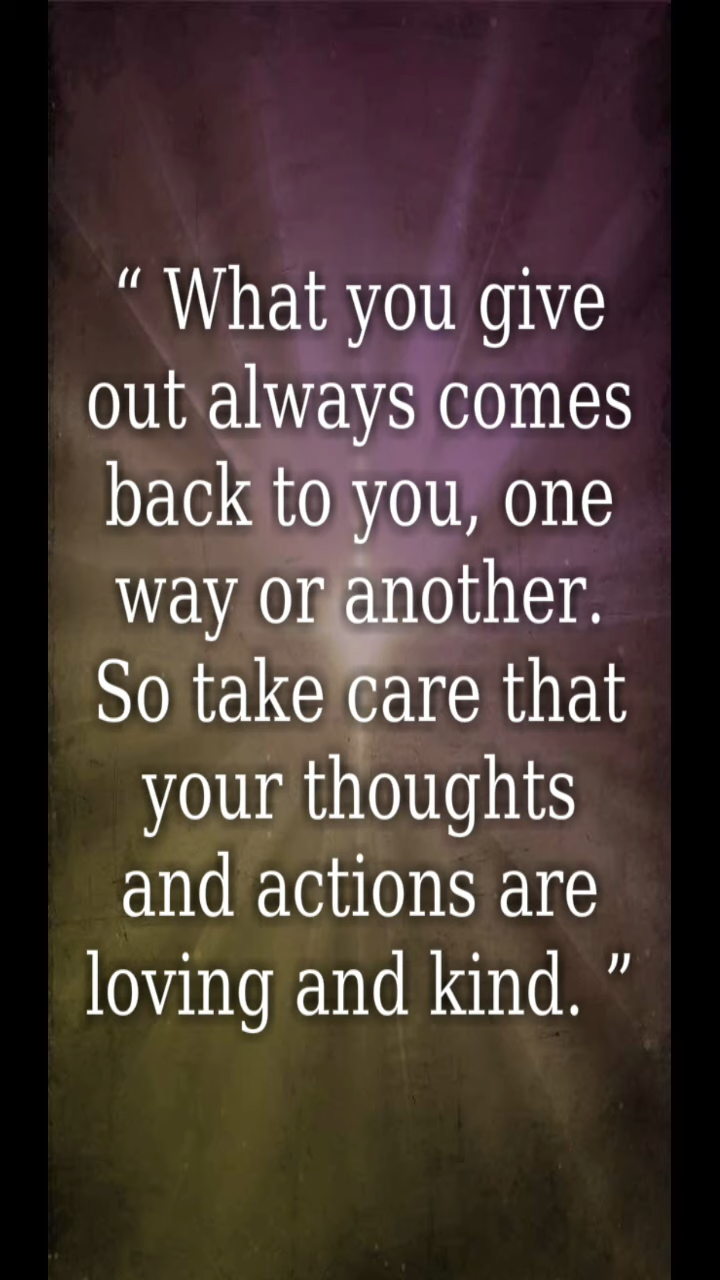 “ What you give
out always comes
back to you, one
way or another.
So take care that
your thoughts
and actions are
loving and kind. ”